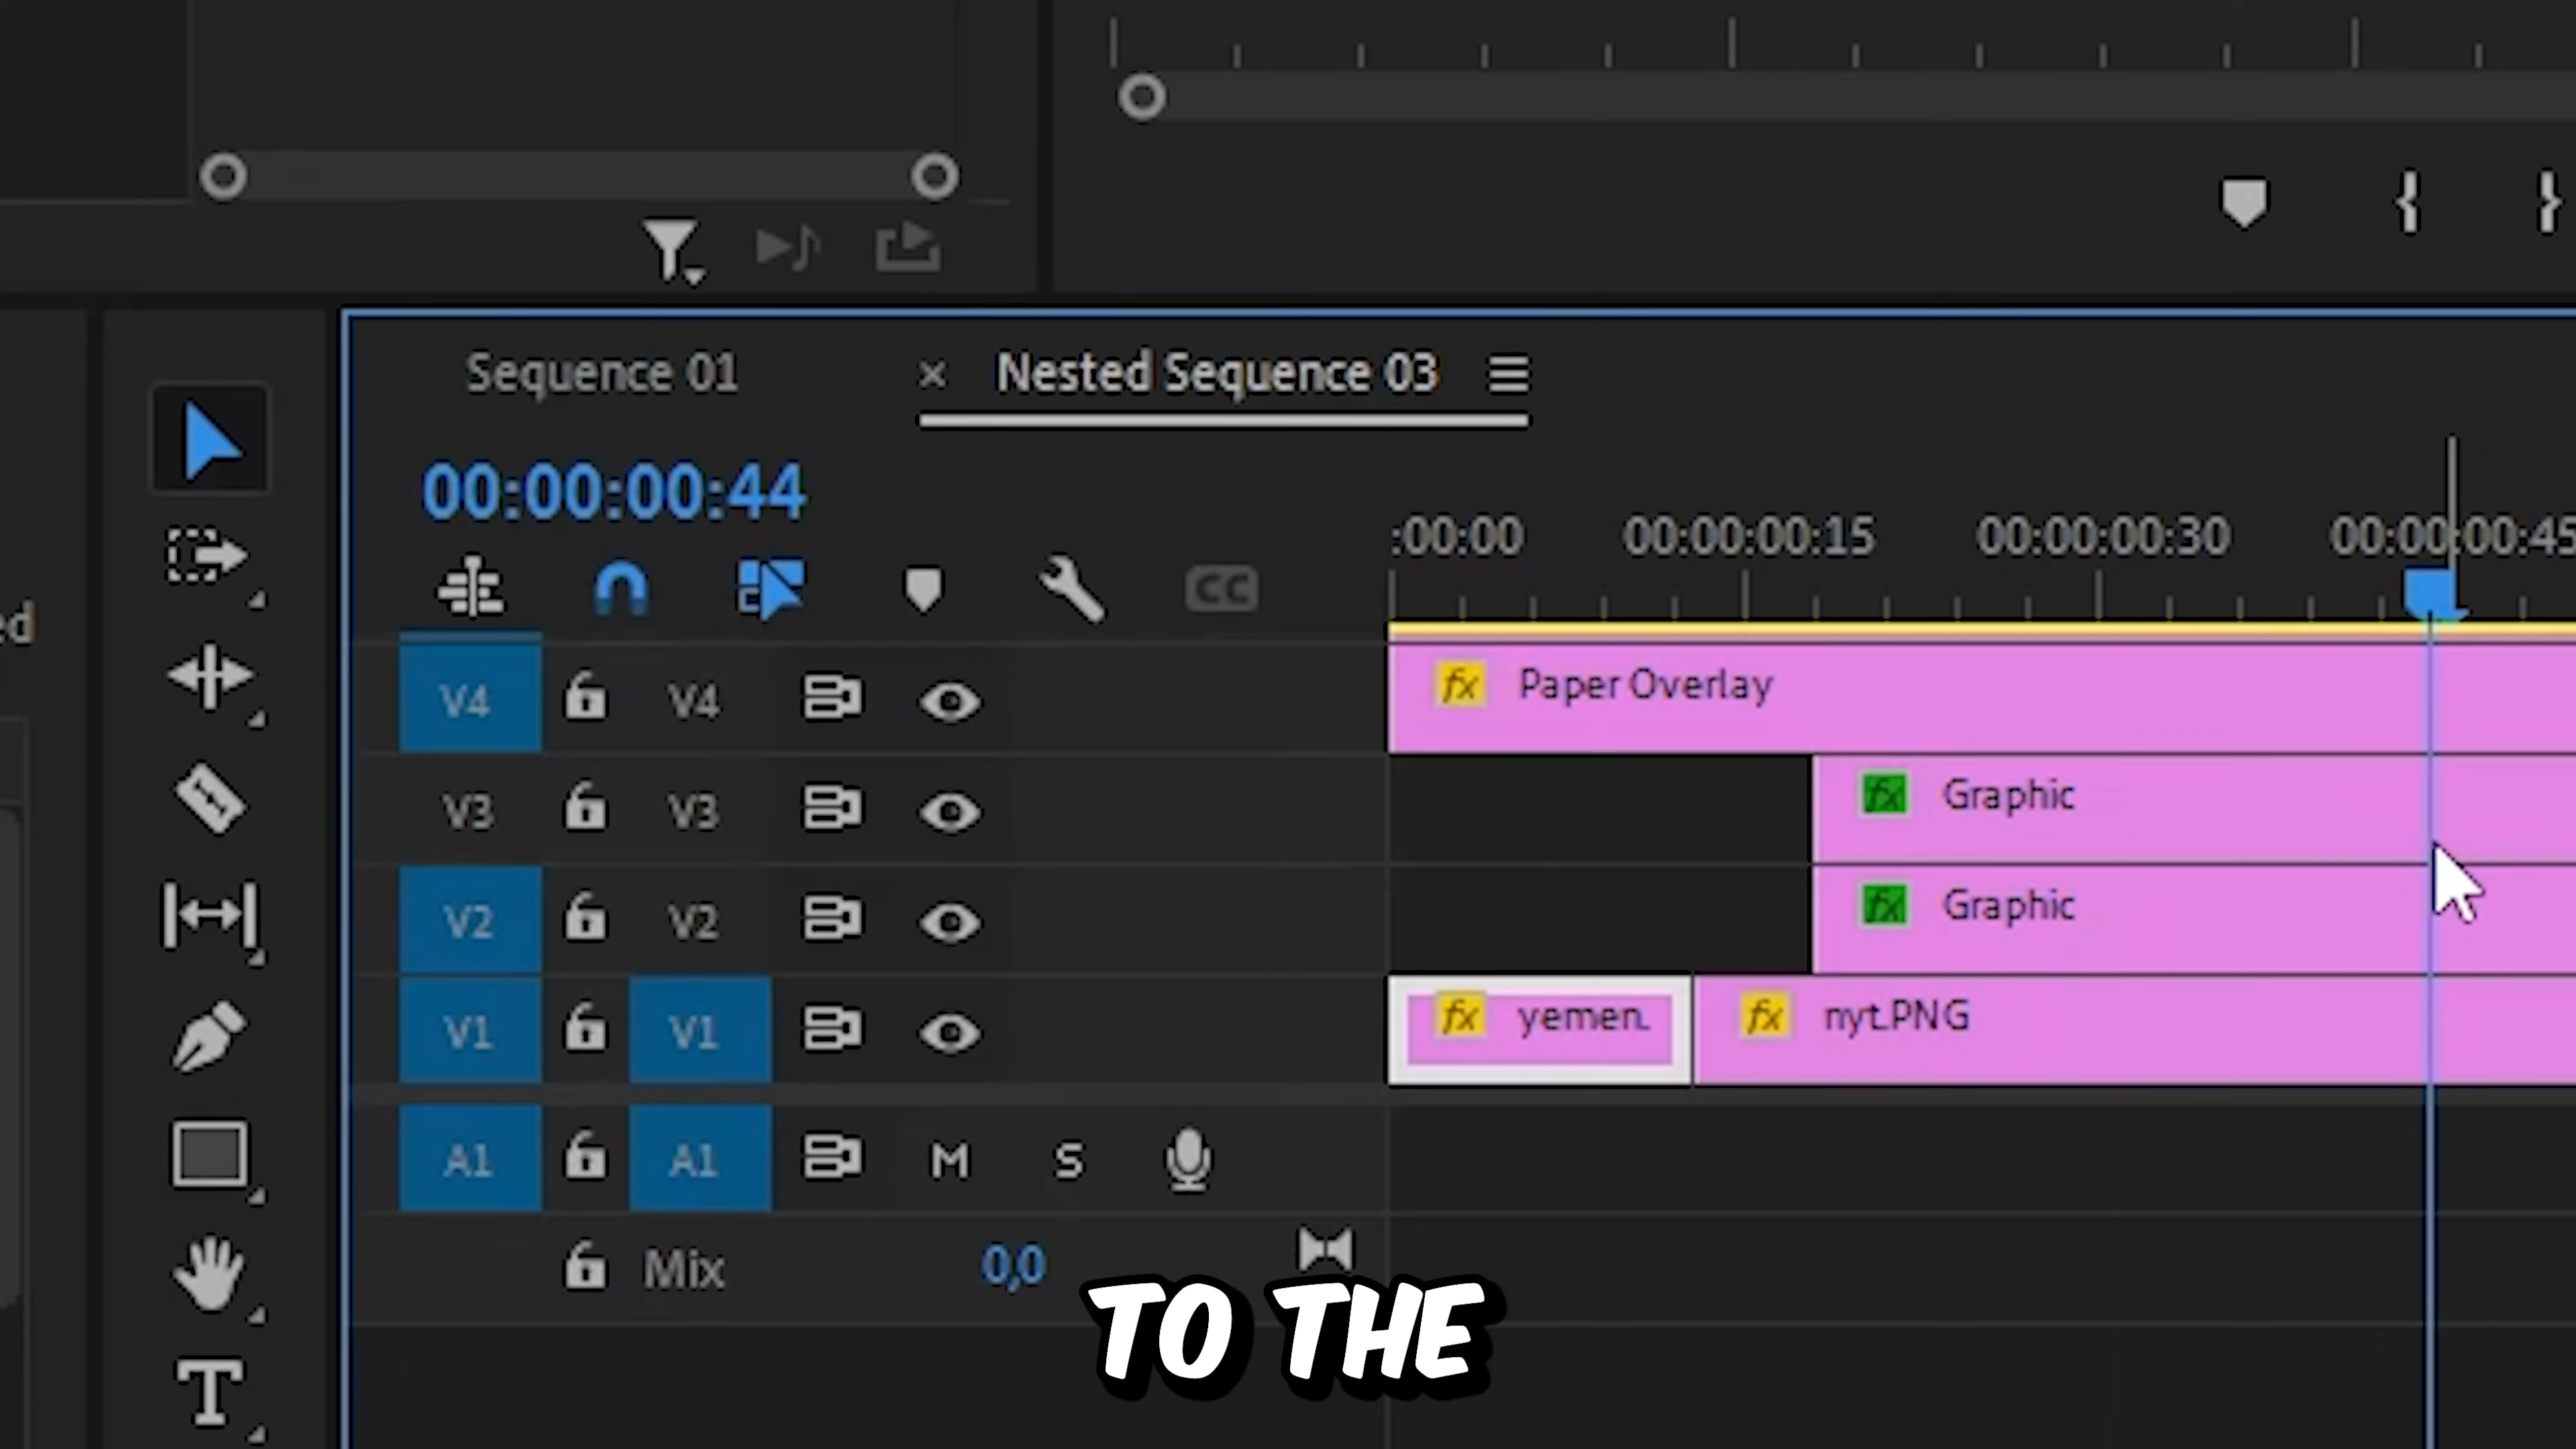 Sequence 01
× Nested Sequence 03
00:00:00:44
:00:00 00:00:00:15 00:00:00:30 00:00:00:45
CC
ed
V4 V4 fx Paper Overlay
V3 V3 fx Graphic
V2 V2 fx Graphic
V1 V1 fx yemen. fx nyt.PNG
A1 A1 M S
Mix 0,0
TO THE
T